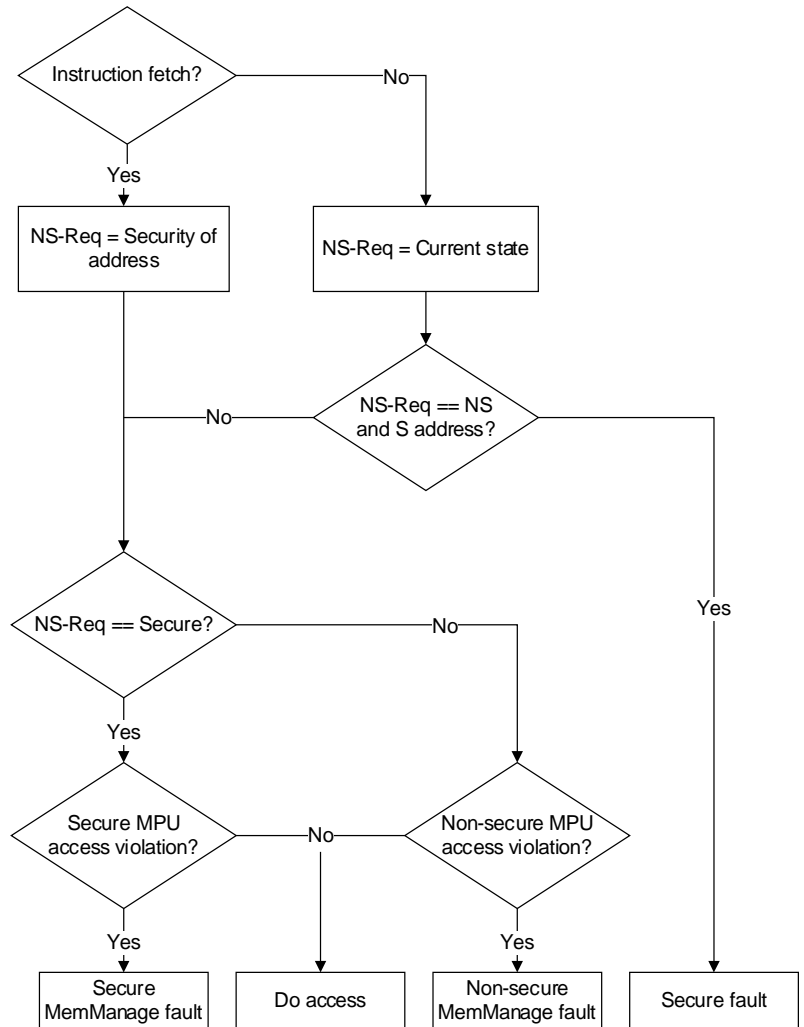 Instruction fetch?
No
Yes
NS-Req = Security of
address
NS-Req = Current state
NS-Req == NS
and S address?
No
Yes
NS-Req == Secure?
No
Yes
Secure MPU
access violation?
No
Non-secure MPU
access violation?
Yes
Yes
Secure
MemManage fault
Do access
Non-secure
MemManage fault
Secure fault